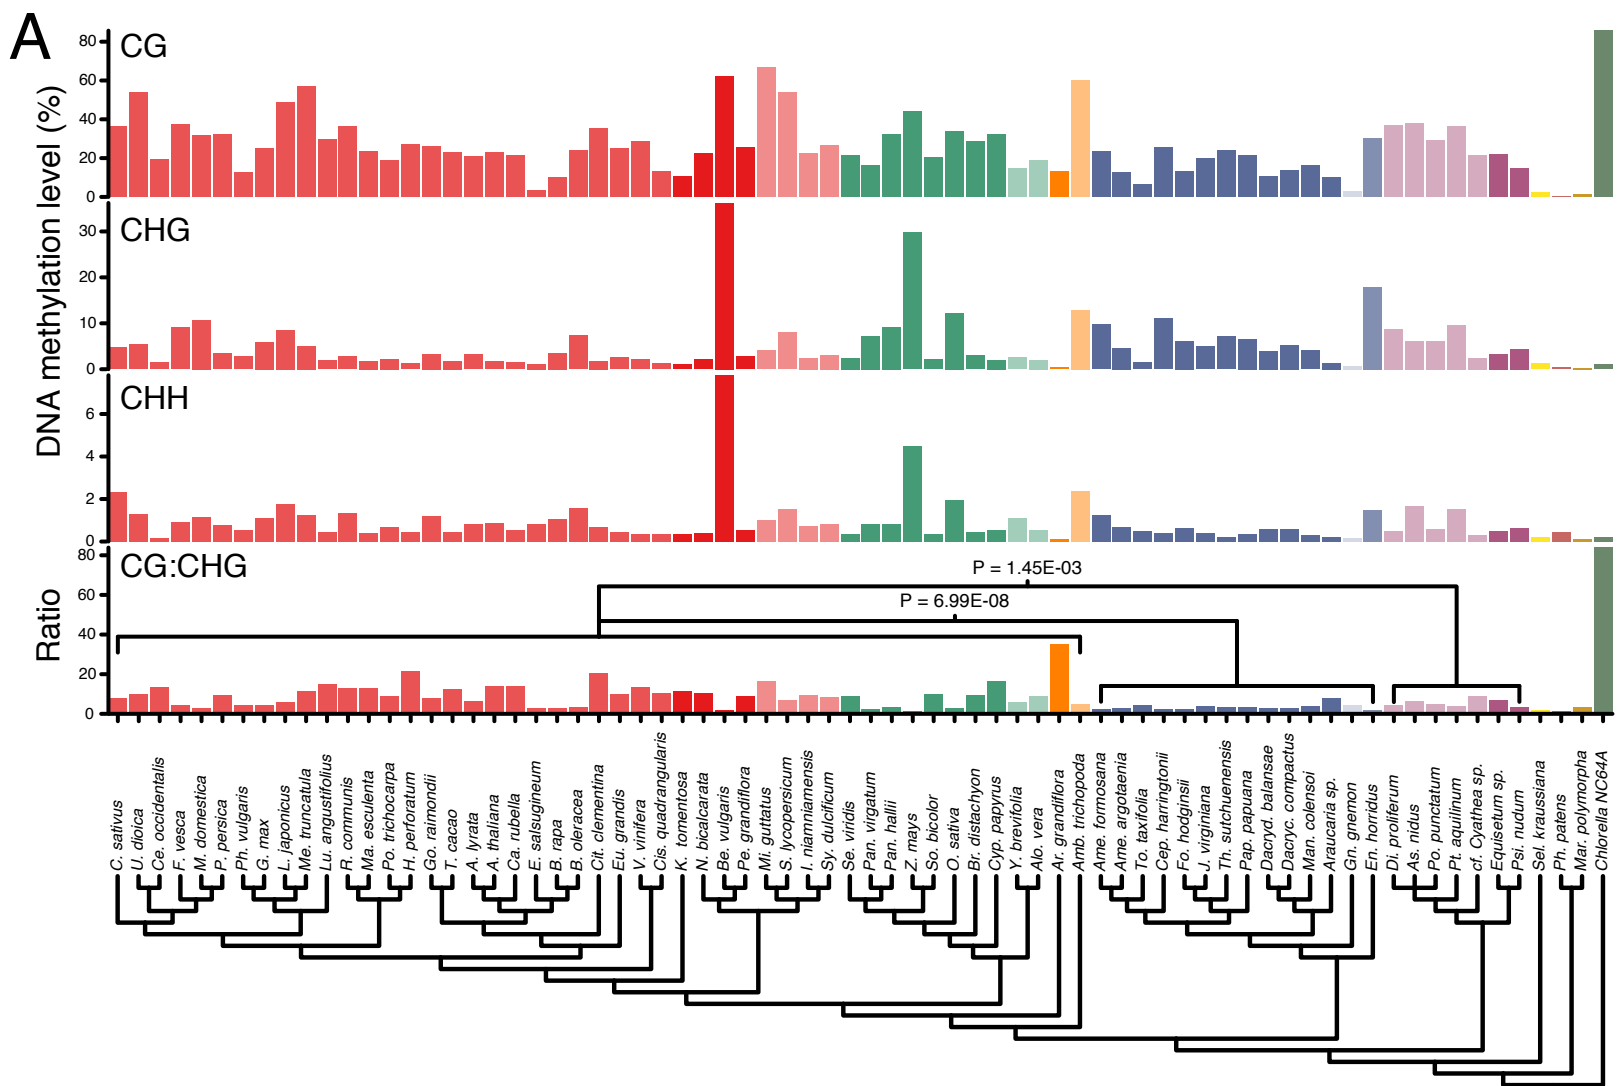 A
DNA methylation level (%)
CG
80
60
40
20
0
CHG
30
20
10
0
CHH
6
4
2
0
Ratio
CG:CHG
80
60
40
20
0
P = 1.45E-03
P = 6.99E-08
C. sativus
U. dioica
Ce. occidentalis
F. vesca
M. domestica
P. persica
Ph. vulgaris
G. max
L. japonicus
Me. truncatula
Lu. angustifolius
R. communis
Ma. esculenta
Po. trichocarpa
H. perforatum
Go. raimondii
T. cacao
A. lyrata
A. thaliana
Ca. rubella
E. salsugineum
B. rapa
B. oleracea
Cit. clementina
Eu. grandis
V. vinifera
Cis. quadrangularis
K. tomentosa
N. bicalcarata
Be. vulgaris
Pe. grandiflora
Mi. guttatus
S. lycopersicum
I. niamniamensis
Sy. dulcificum
Se. viridis
Pan. virgatum
Pan. hallii
Z. mays
So. bicolor
O. sativa
Br. distachyon
Cyp. papyrus
Y. brevifolia
Alo. vera
Ar. grandiflora
Amb. trichopoda
Ame. formosana
Ame. argotaenia
To. taxifolia
Cep. harringtonii
Fo. hodginsii
J. virginiana
Th. sutchuenensis
Pap. papuana
Dacryd. balansae
Dacryc. compactus
Man. colensoi
Araucaria sp.
Gn. gnemon
En. horridus
Di. proliferum
As. nidus
Po. punctatum
Pt. aquilinum
cf. Cyathea sp.
Equisetum sp.
Psi. nudum
Sel. kraussiana
Ph. patens
Mar. polymorpha
Chlorella NC64A